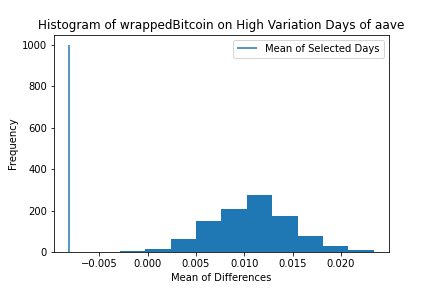 Histogram of wrappedBitcoin on High Variation Days of aave
Mean of Selected Days
Frequency
1000
800
600
400
200
0
−0.005 0.000 0.005 0.010 0.015 0.020
Mean of Differences